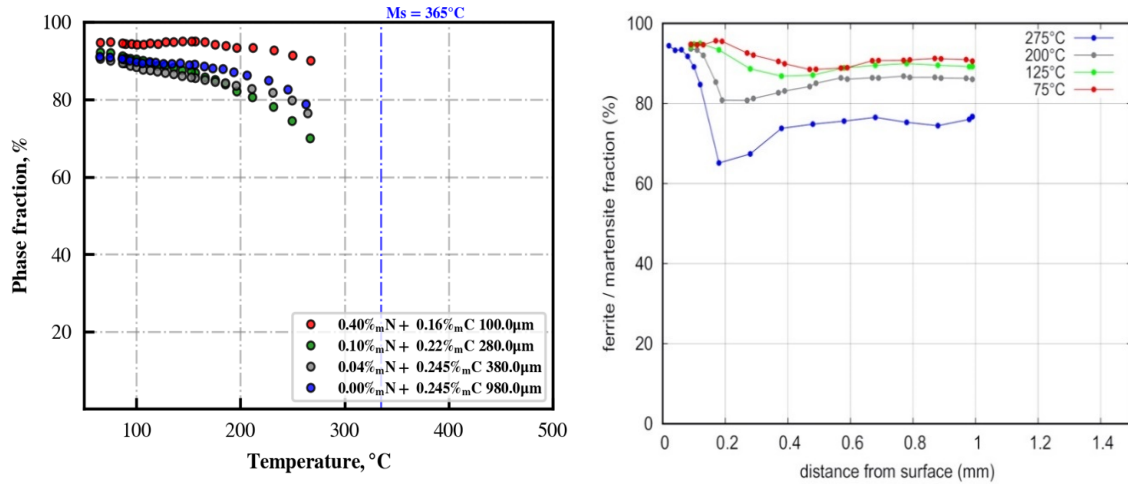 Ms = 365°C
100
80
60
40
20
Phase fraction, %
0.40%mN + 0.16%mC 100.0µm
0.10%mN + 0.22%mC 280.0µm
0.04%mN + 0.245%mC 380.0µm
0.00%mN + 0.245%mC 980.0µm
100
200
300
400
500
Temperature, °C
100
80
60
40
20
0
ferrite / martensite fraction (%)
275°C
200°C
125°C
75°C
0
0.2
0.4
0.6
0.8
1
1.2
1.4
distance from surface (mm)